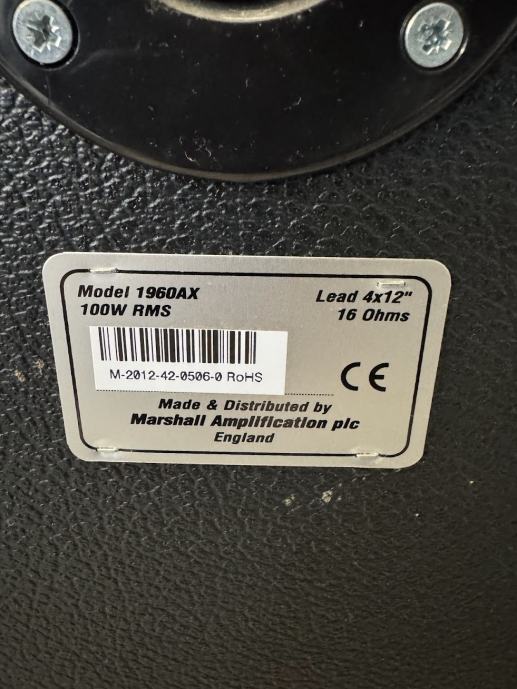 Model 1960AX
100W RMS
Lead 4x12"
16 Ohms
M-2012-42-0506-0 RoHS
CE
Made & Distributed by
Marshall Amplification plc
England